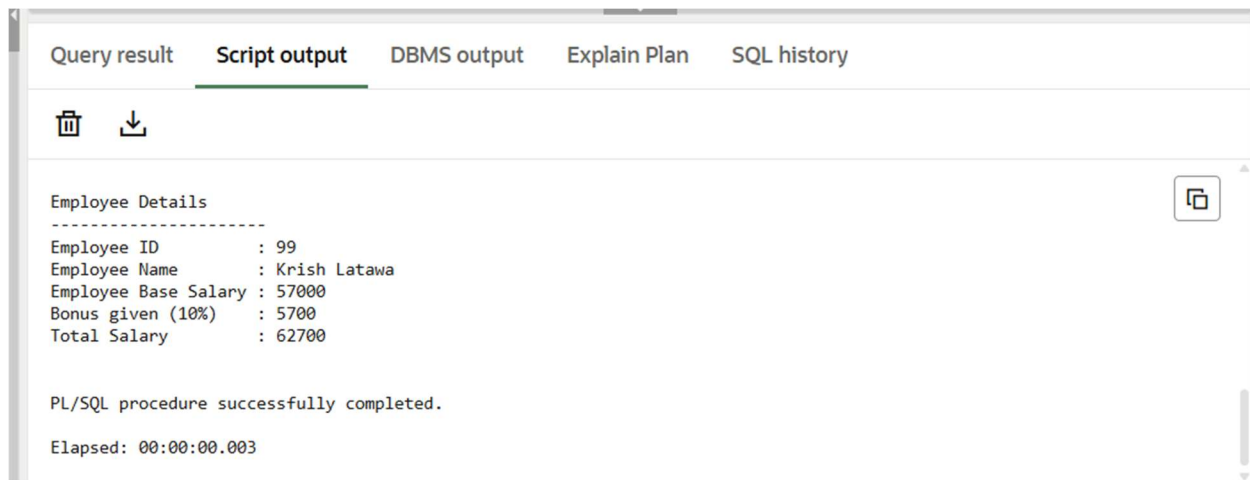 Query result Script output DBMS output Explain Plan SQL history
Employee Details
----------------------
Employee ID          : 99
Employee Name        : Krish Latawa
Employee Base Salary : 57000
Bonus given (10%)    : 5700
Total Salary         : 62700
PL/SQL procedure successfully completed.
Elapsed: 00:00:00.003